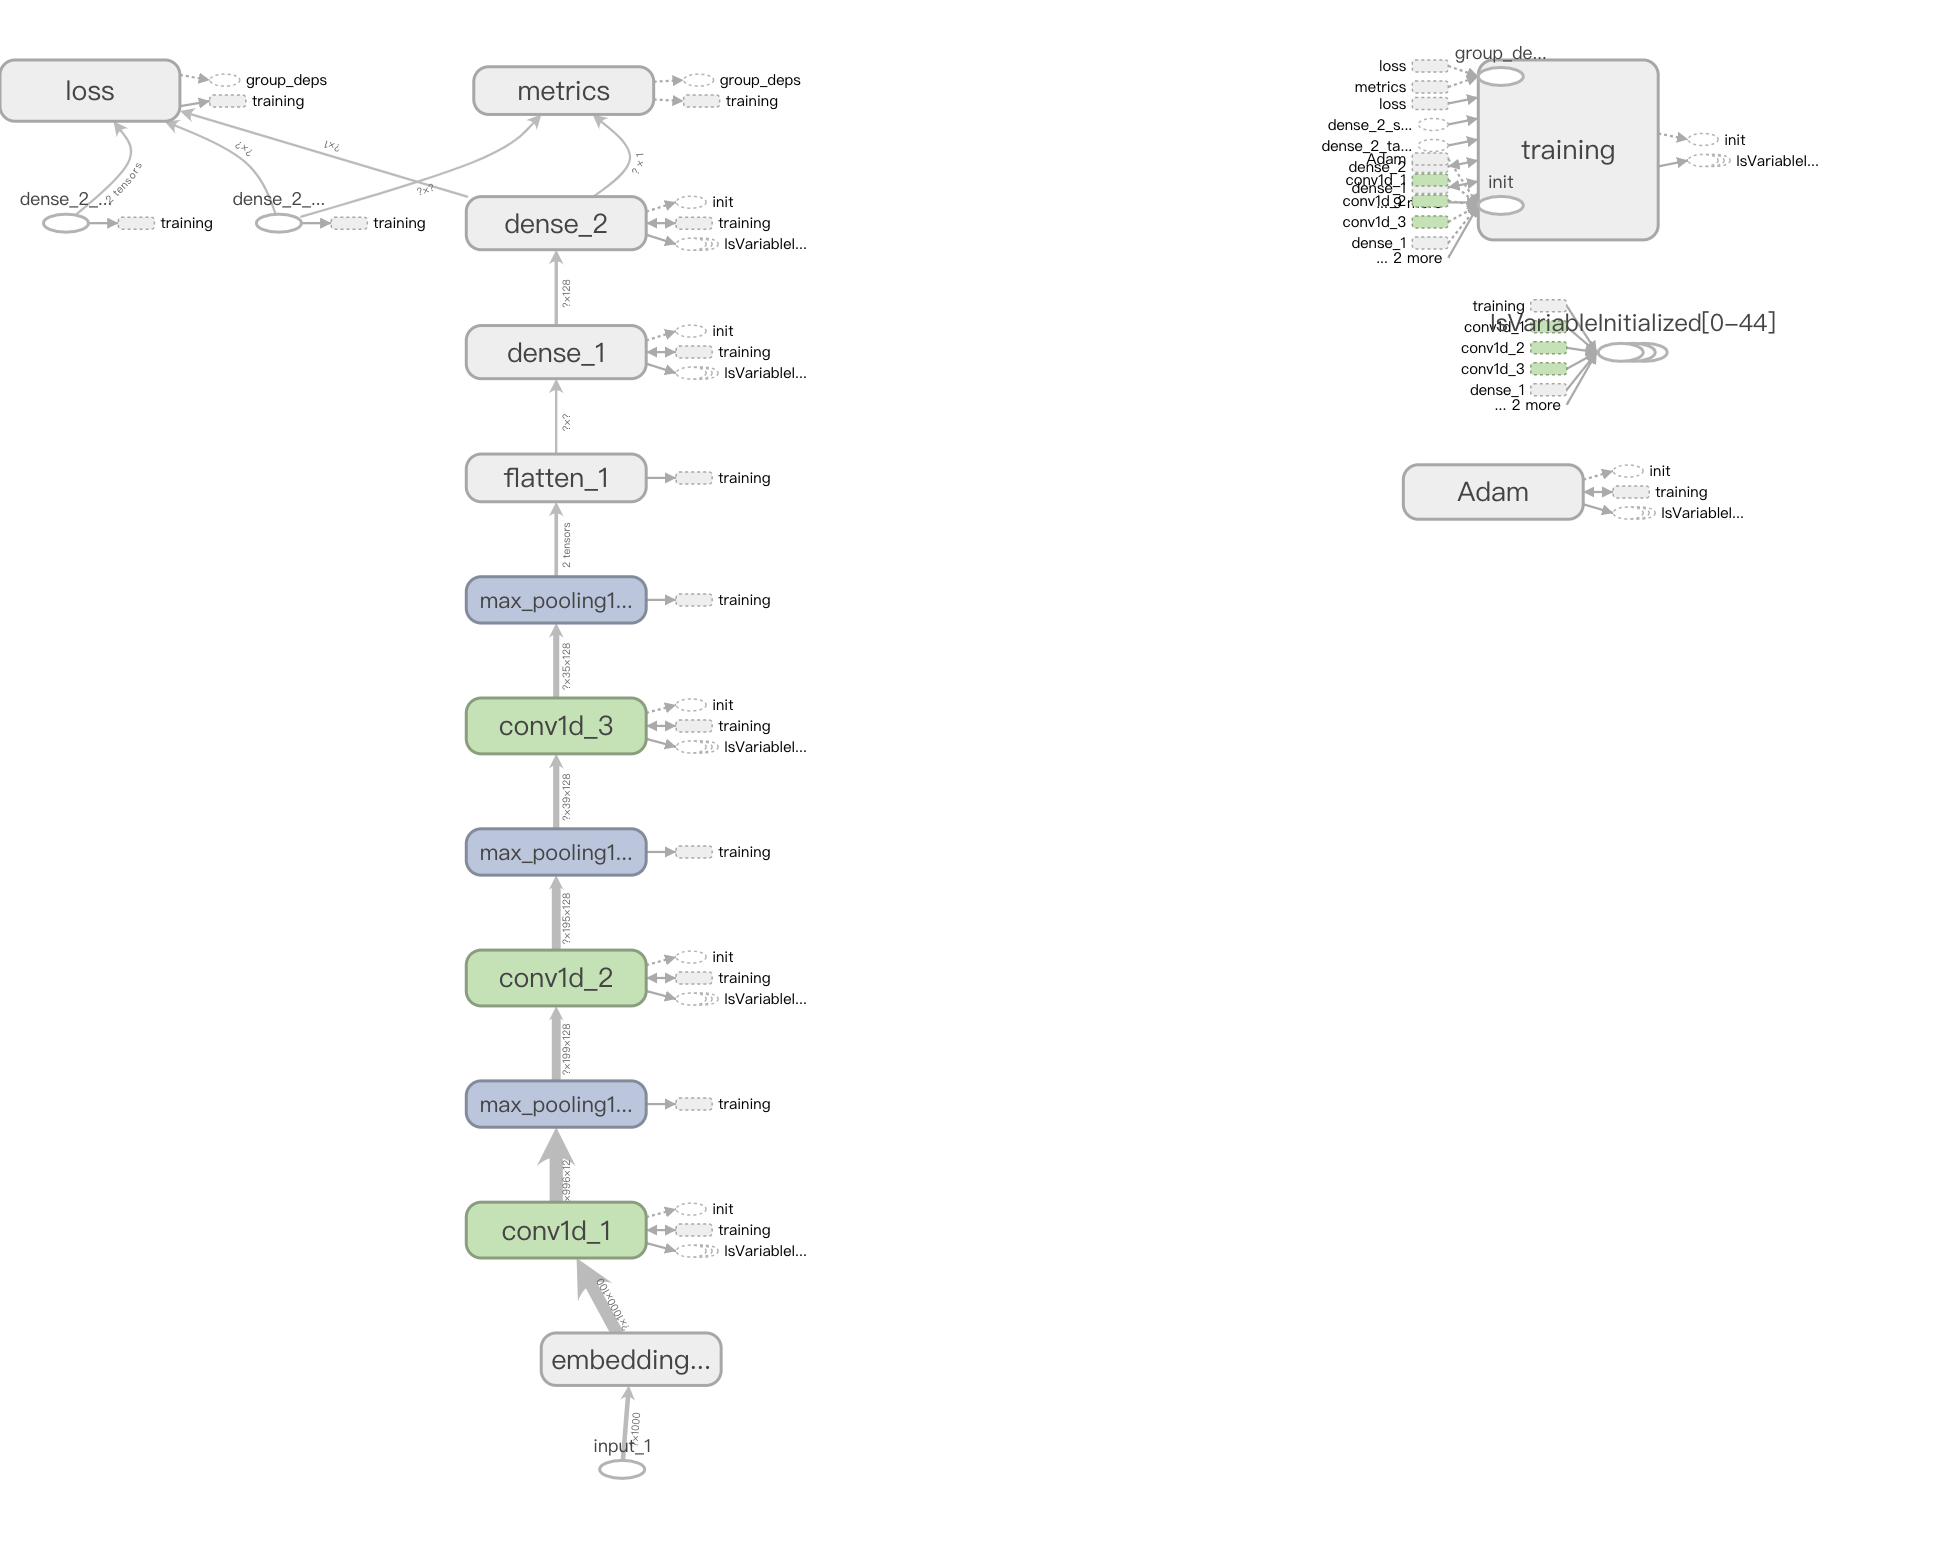 loss
group_deps
training
metrics
group_deps
training
?×?
?×1
?×?
?×1
2 tensors
dense_2_...
training
dense_2_...
training
dense_2
init
training
IsVariablel...
?×128
dense_1
init
training
IsVariablel...
?×?
flatten_1
training
2 tensors
max_pooling1...
training
?×35×128
conv1d_3
init
training
IsVariablel...
?×39×128
max_pooling1...
training
?×195×128
conv1d_2
init
training
IsVariablel...
?×199×128
max_pooling1...
training
×996×12
conv1d_1
init
training
IsVariablel...
?×1000×100
embedding...
?×1000
input_1
group_de...
loss
metrics
loss
dense_2_s...
dense_2_ta...
Adam
dense_2
conv1d_1
dense_1
conv1d_2
conv1d_3
dense_1
... 2 more
training
init
init
IsVariablel...
training
IsVariableInitialized[0–44]
conv1d_1
conv1d_2
conv1d_3
dense_1
... 2 more
Adam
init
training
IsVariablel...